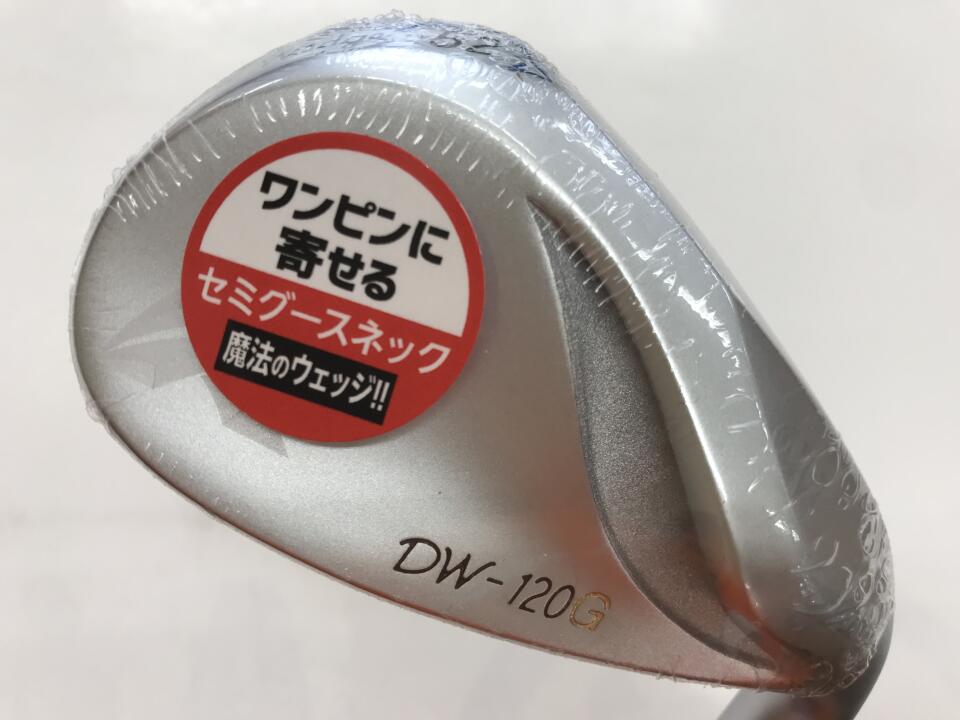 52
ワンピンに
寄せる
セミグースネック
魔法のウェッジ!!
DW-120G